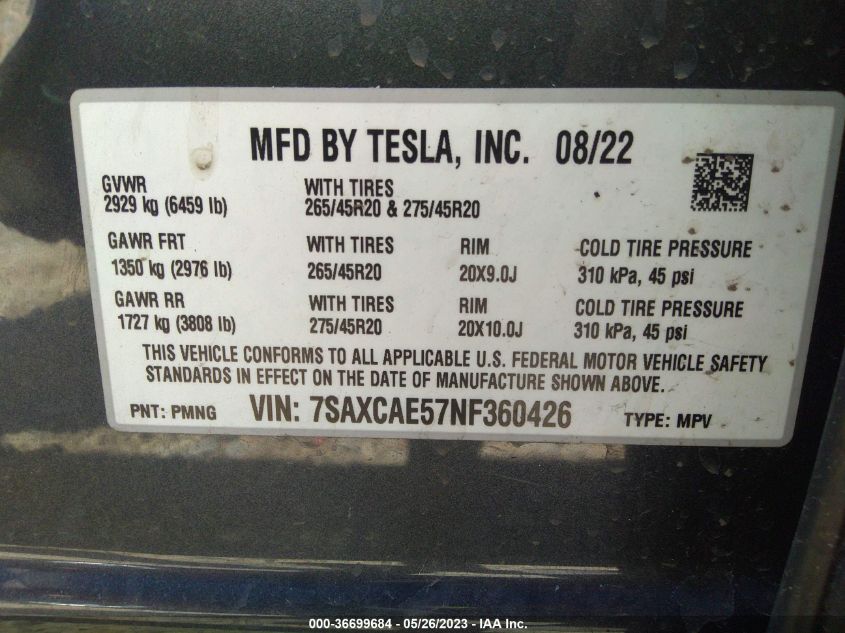 MFD BY TESLA, INC. 08/22
GVWR WITH TIRES
2929 kg (6459 lb) 265/45R20 & 275/45R20
GAWR FRT WITH TIRES RIM COLD TIRE PRESSURE
1350 kg (2976 lb) 265/45R20 20X9.0J 310 kPa, 45 psi
GAWR RR WITH TIRES RIM COLD TIRE PRESSURE
1727 kg (3808 lb) 275/45R20 20X10.0J 310 kPa, 45 psi
THIS VEHICLE CONFORMS TO ALL APPLICABLE U.S. FEDERAL MOTOR VEHICLE SAFETY
STANDARDS IN EFFECT ON THE DATE OF MANUFACTURE SHOWN ABOVE.
PNT: PMNG VIN: 7SAXCAE57NF360426 TYPE: MPV
000-36699684 - 05/26/2023 - IAA Inc.